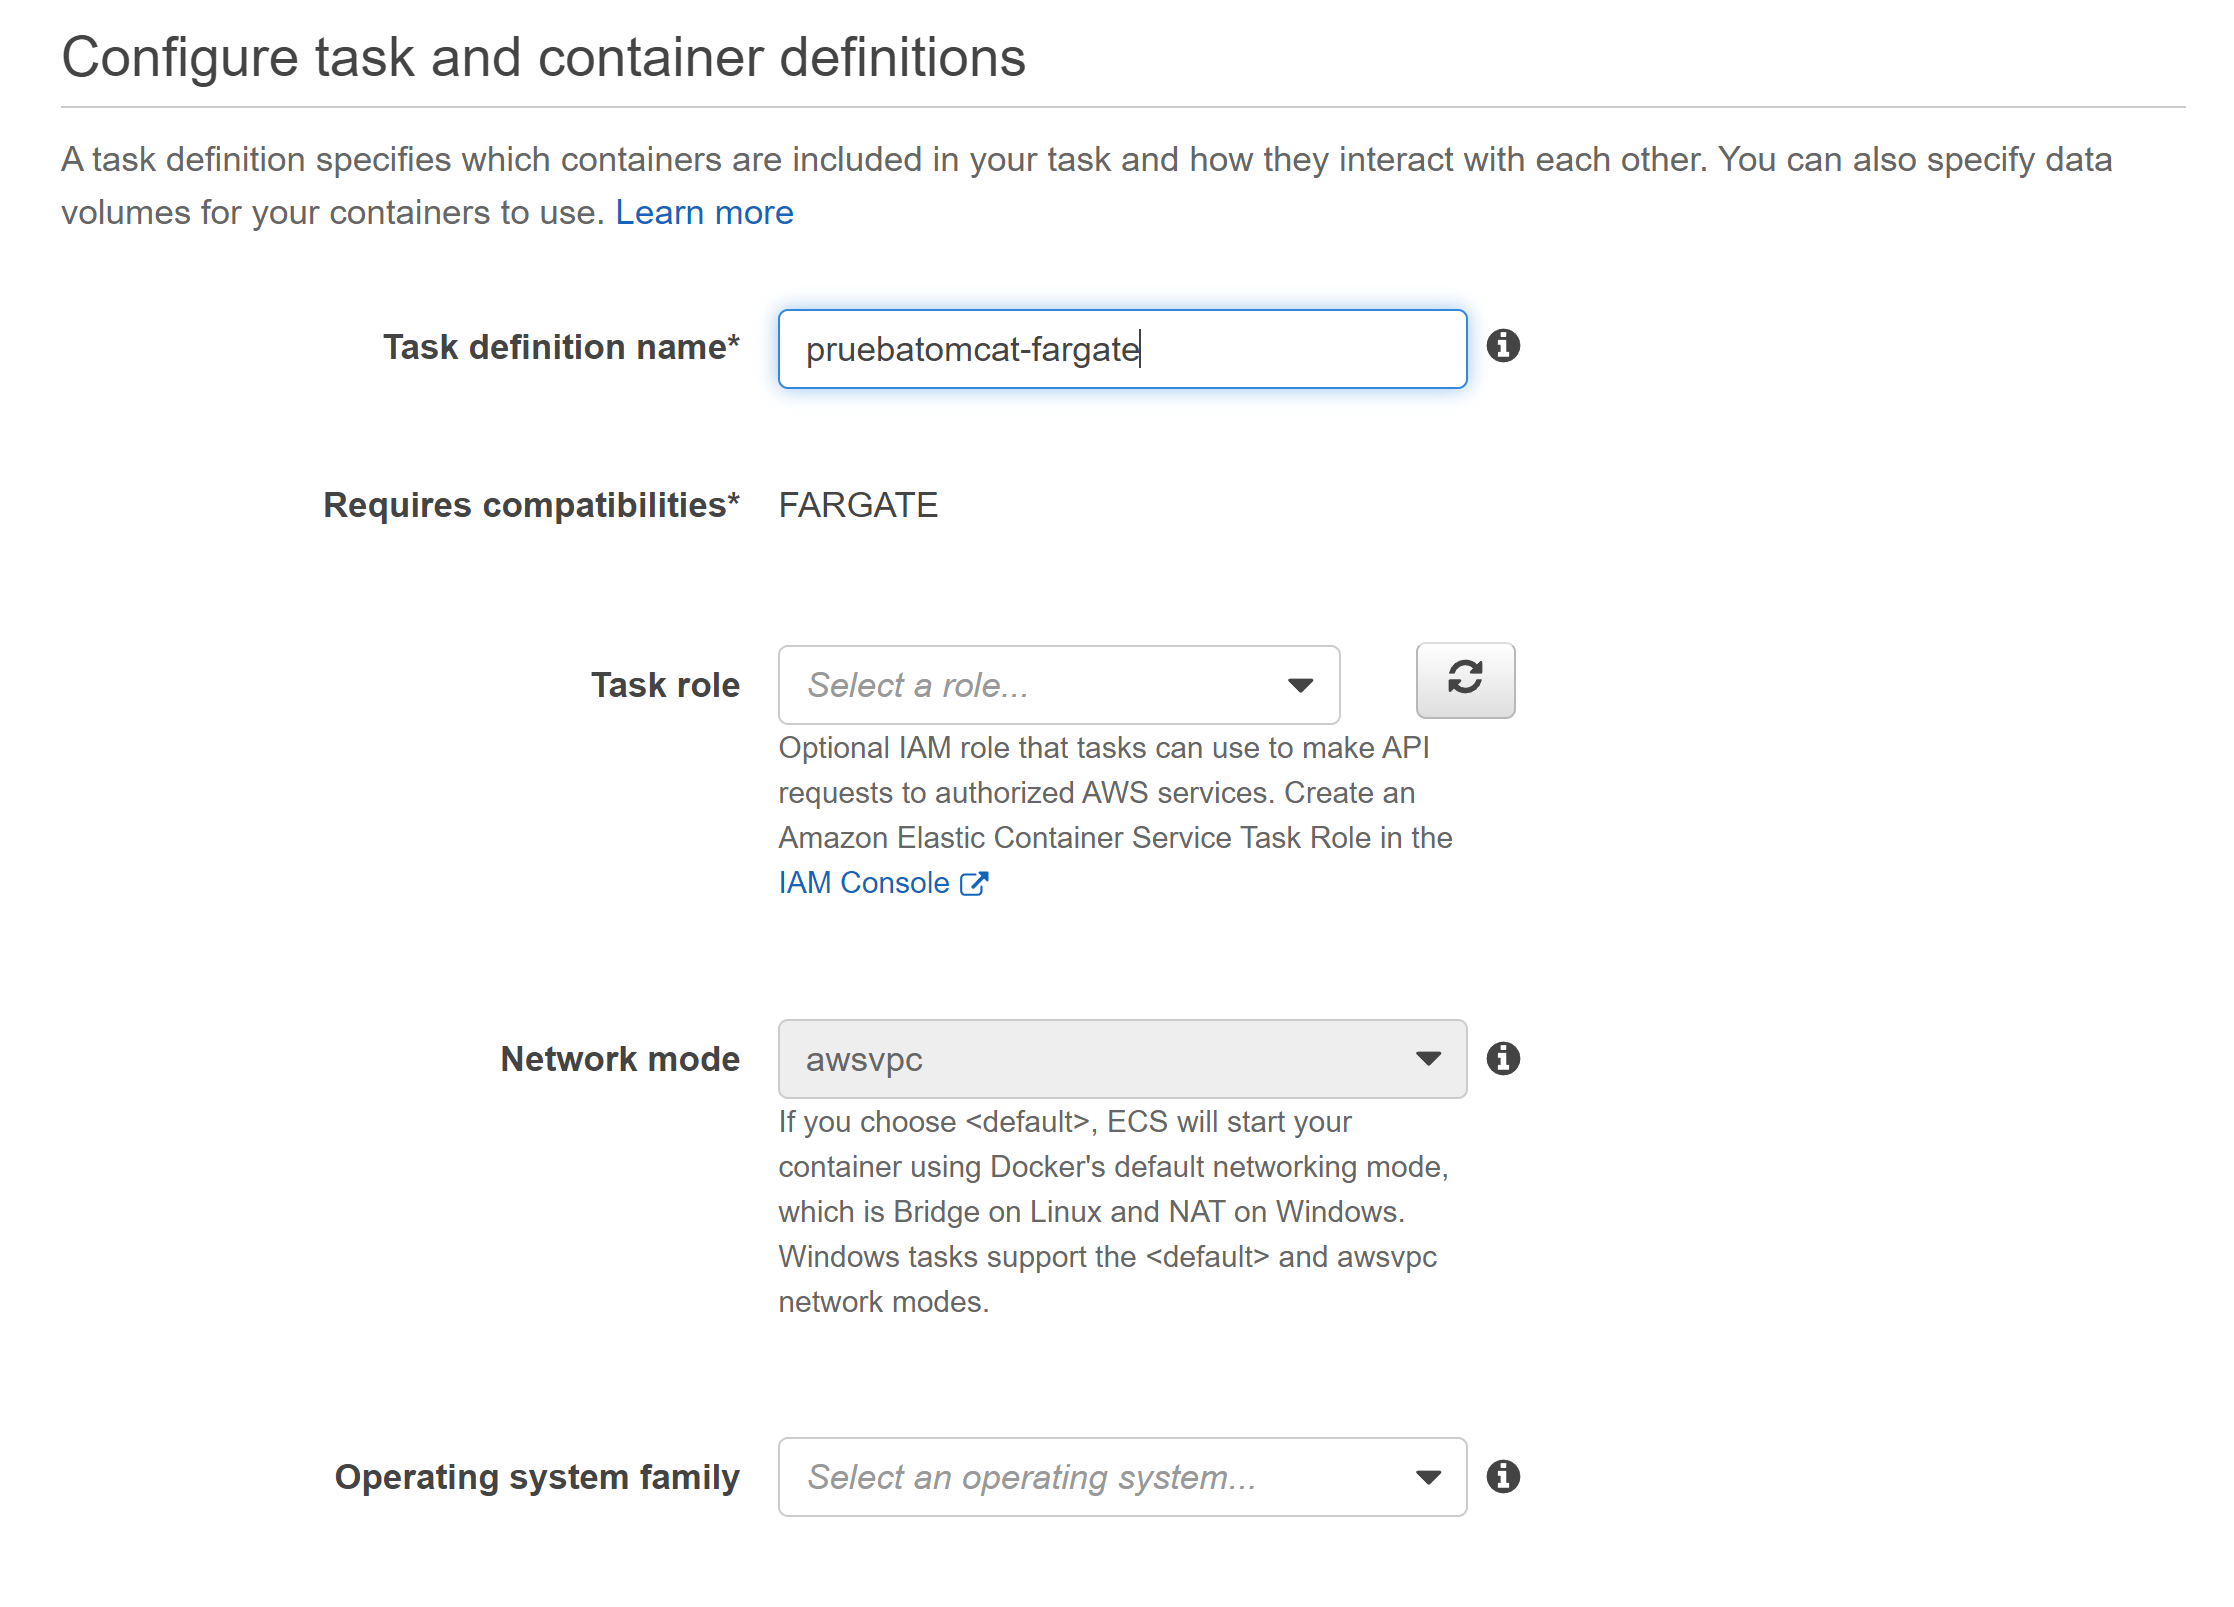 Configure task and container definitions
A task definition specifies which containers are included in your task and how they interact with each other. You can also specify data
volumes for your containers to use. Learn more
Task definition name* pruebatomcat-fargate
Requires compatibilities* FARGATE
Task role Select a role...
Optional IAM role that tasks can use to make API
requests to authorized AWS services. Create an
Amazon Elastic Container Service Task Role in the
IAM Console
Network mode awsvpc
If you choose <default>, ECS will start your
container using Docker's default networking mode,
which is Bridge on Linux and NAT on Windows.
Windows tasks support the <default> and awsvpc
network modes.
Operating system family Select an operating system...